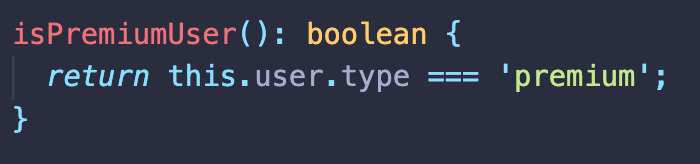 isPremiumUser(): boolean {
  return this.user.type === 'premium';
}